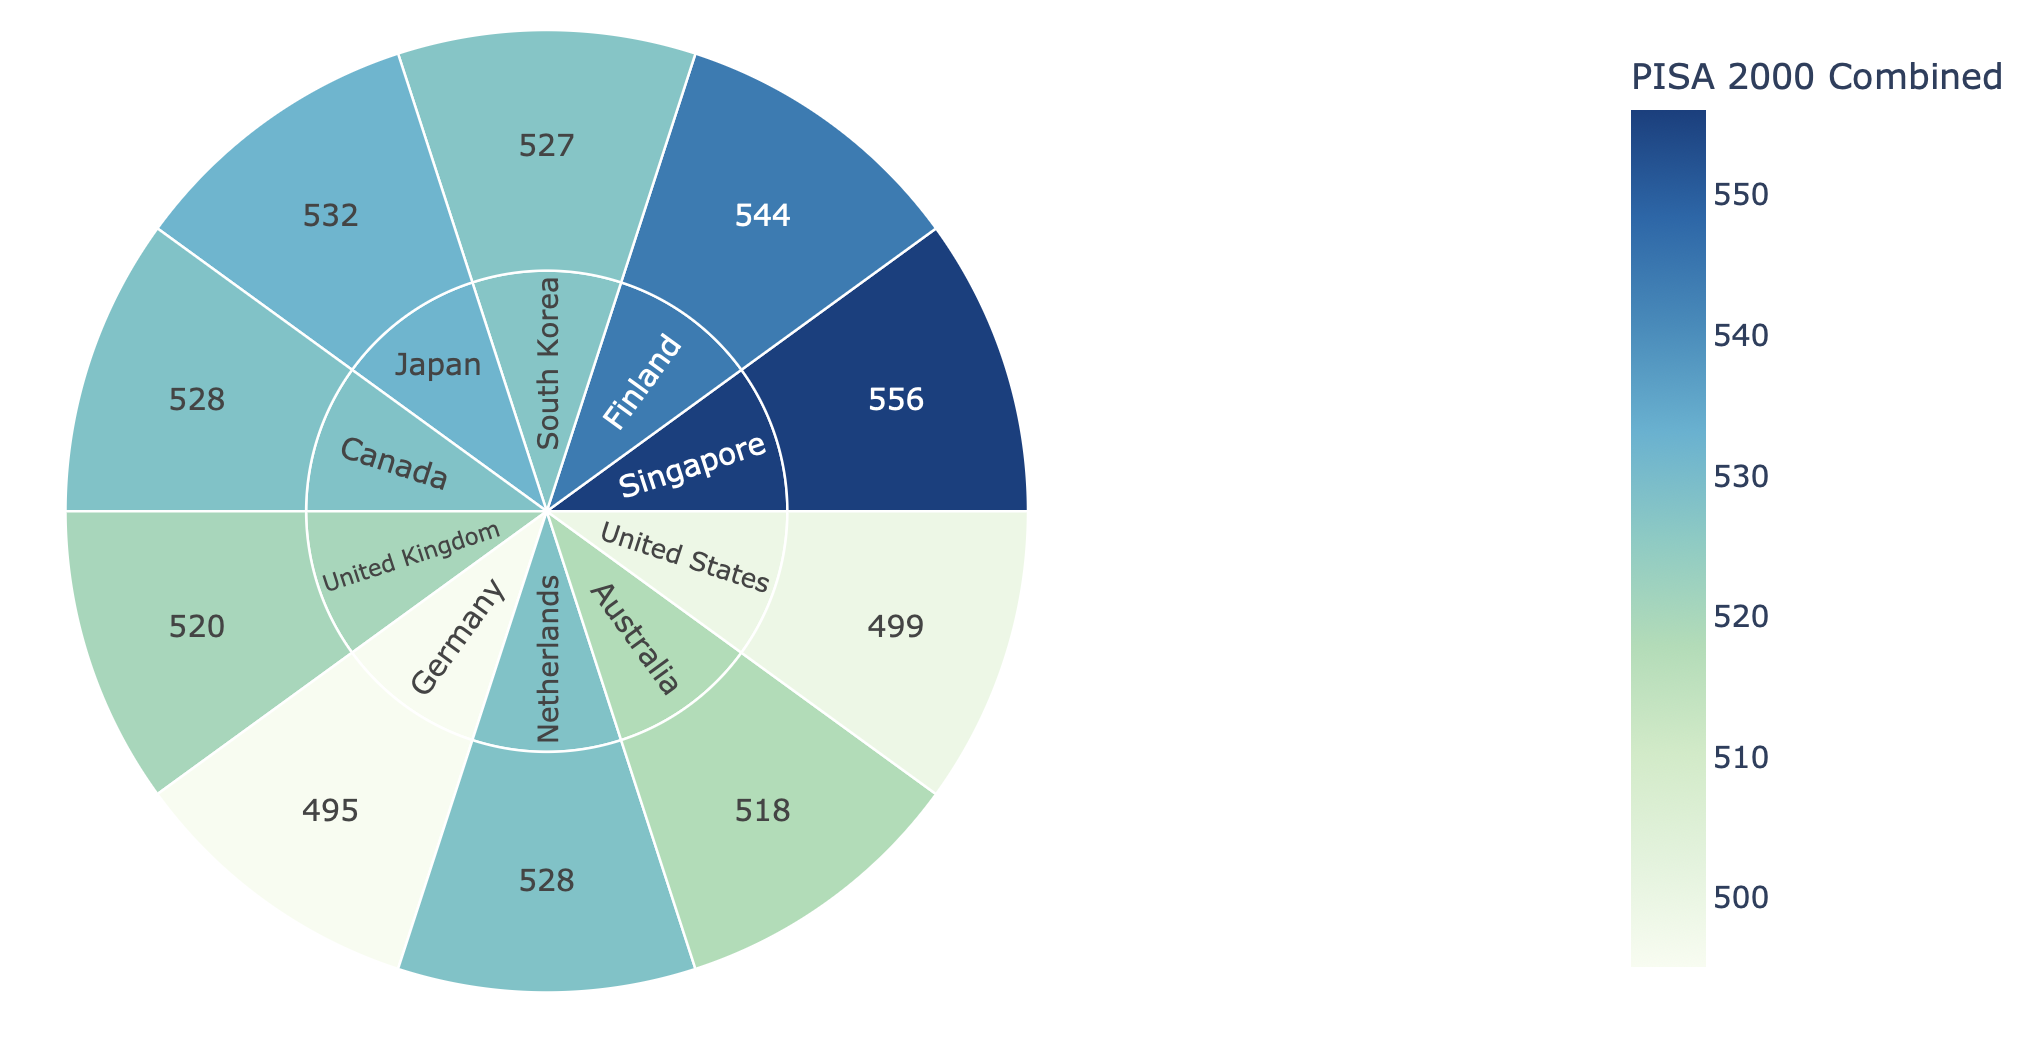 PISA 2000 Combined
527
532
544
528
556
South Korea
Japan
Finland
Canada
Singapore
United Kingdom
United States
Germany
Netherlands
Australia
520
499
495
518
528
550
540
530
520
510
500